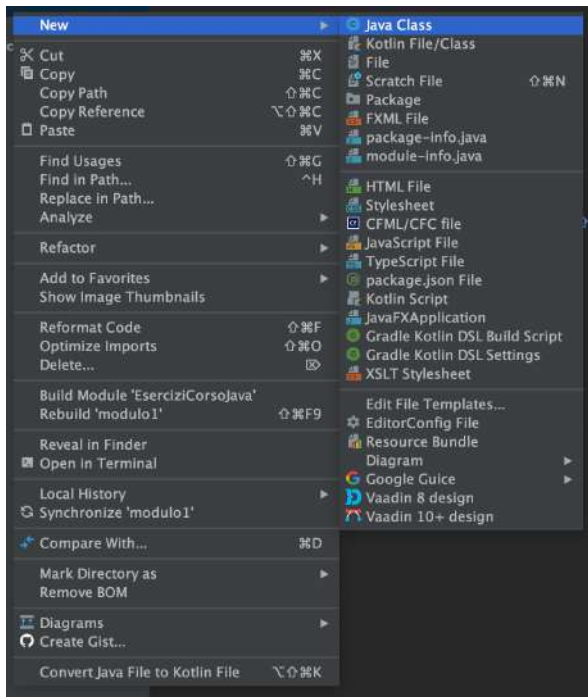 New
Cut ⌘X
Copy ⌘C
Copy Path ⇧⌘C
Copy Reference ⌥⇧⌘C
Paste ⌘V
Find Usages ⇧⌘G
Find in Path... ^H
Replace in Path...
Analyze
Refactor
Add to Favorites
Show Image Thumbnails
Reformat Code ⇧⌘F
Optimize Imports ⇧⌘O
Delete... ⌦
Build Module 'EserciziCorsoJava'
Rebuild 'modulo1' ⇧⌘F9
Reveal in Finder
Open in Terminal
Local History
Synchronize 'modulo1'
Compare With... ⌘D
Mark Directory as
Remove BOM
Diagrams
Create Gist...
Convert Java File to Kotlin File ⌥⇧⌘K
Java Class
Kotlin File/Class
File
Scratch File ⇧⌘N
Package
FXML File
package-info.java
module-info.java
HTML File
Stylesheet
CFML/CFC file
JavaScript File
TypeScript File
package.json File
Kotlin Script
JavaFXApplication
Gradle Kotlin DSL Build Script
Gradle Kotlin DSL Settings
XSLT Stylesheet
Edit File Templates...
EditorConfig File
Resource Bundle
Diagram
Google Guice
Vaadin 8 design
Vaadin 10+ design